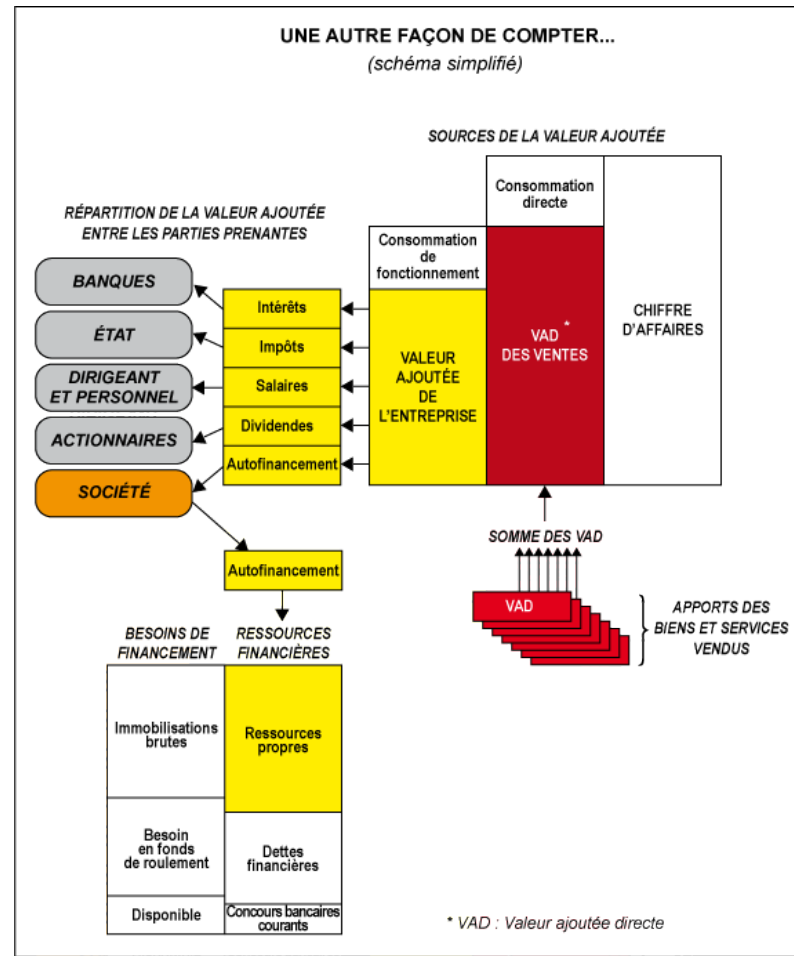 UNE AUTRE FAÇON DE COMPTER...
(schéma simplifié)
SOURCES DE LA VALEUR AJOUTÉE
Consommation
directe
RÉPARTITION DE LA VALEUR AJOUTÉE
ENTRE LES PARTIES PRENANTES
Consommation
de
fonctionnement
BANQUES
ÉTAT
DIRIGEANT
ET PERSONNEL
ACTIONNAIRES
SOCIÉTÉ
Intérêts
Impôts
Salaires
Dividendes
Autofinancement
VALEUR
AJOUTÉE
DE
L'ENTREPRISE
VAD *
DES VENTES
CHIFFRE
D'AFFAIRES
SOMME DES VAD
VAD
APPORTS DES
BIENS ET SERVICES
VENDUS
Autofinancement
BESOINS DE
FINANCEMENT
RESSOURCES
FINANCIÈRES
Immobilisations
brutes
Ressources
propres
Besoin
en fonds
de roulement
Dettes
financières
Disponible
Concours bancaires
courants
* VAD : Valeur ajoutée directe